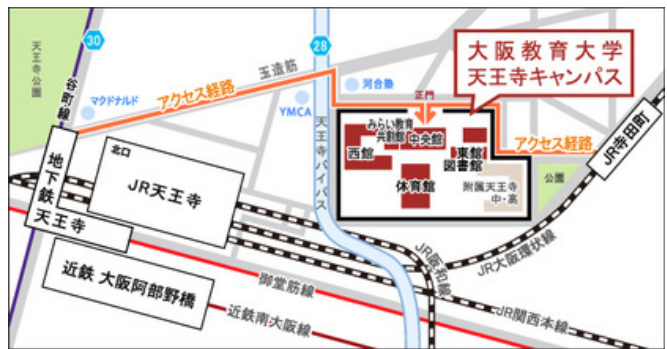 天王寺公園
30
谷町線
マクドナルド
アクセス経路
玉造筋
28
YMCA
河合塾
天王寺バイパス
大阪教育大学
天王寺キャンパス
正門
みらい教育
共創館
中央館
西館
東館
図書館
体育館
附属天王寺
中・高
アクセス経路
公園
JR寺田町
地下鉄
天王寺
北口
JR天王寺
近鉄 大阪阿部野橋
御堂筋線
近鉄南大阪線
JR阪和線
JR大阪環状線
JR関西本線